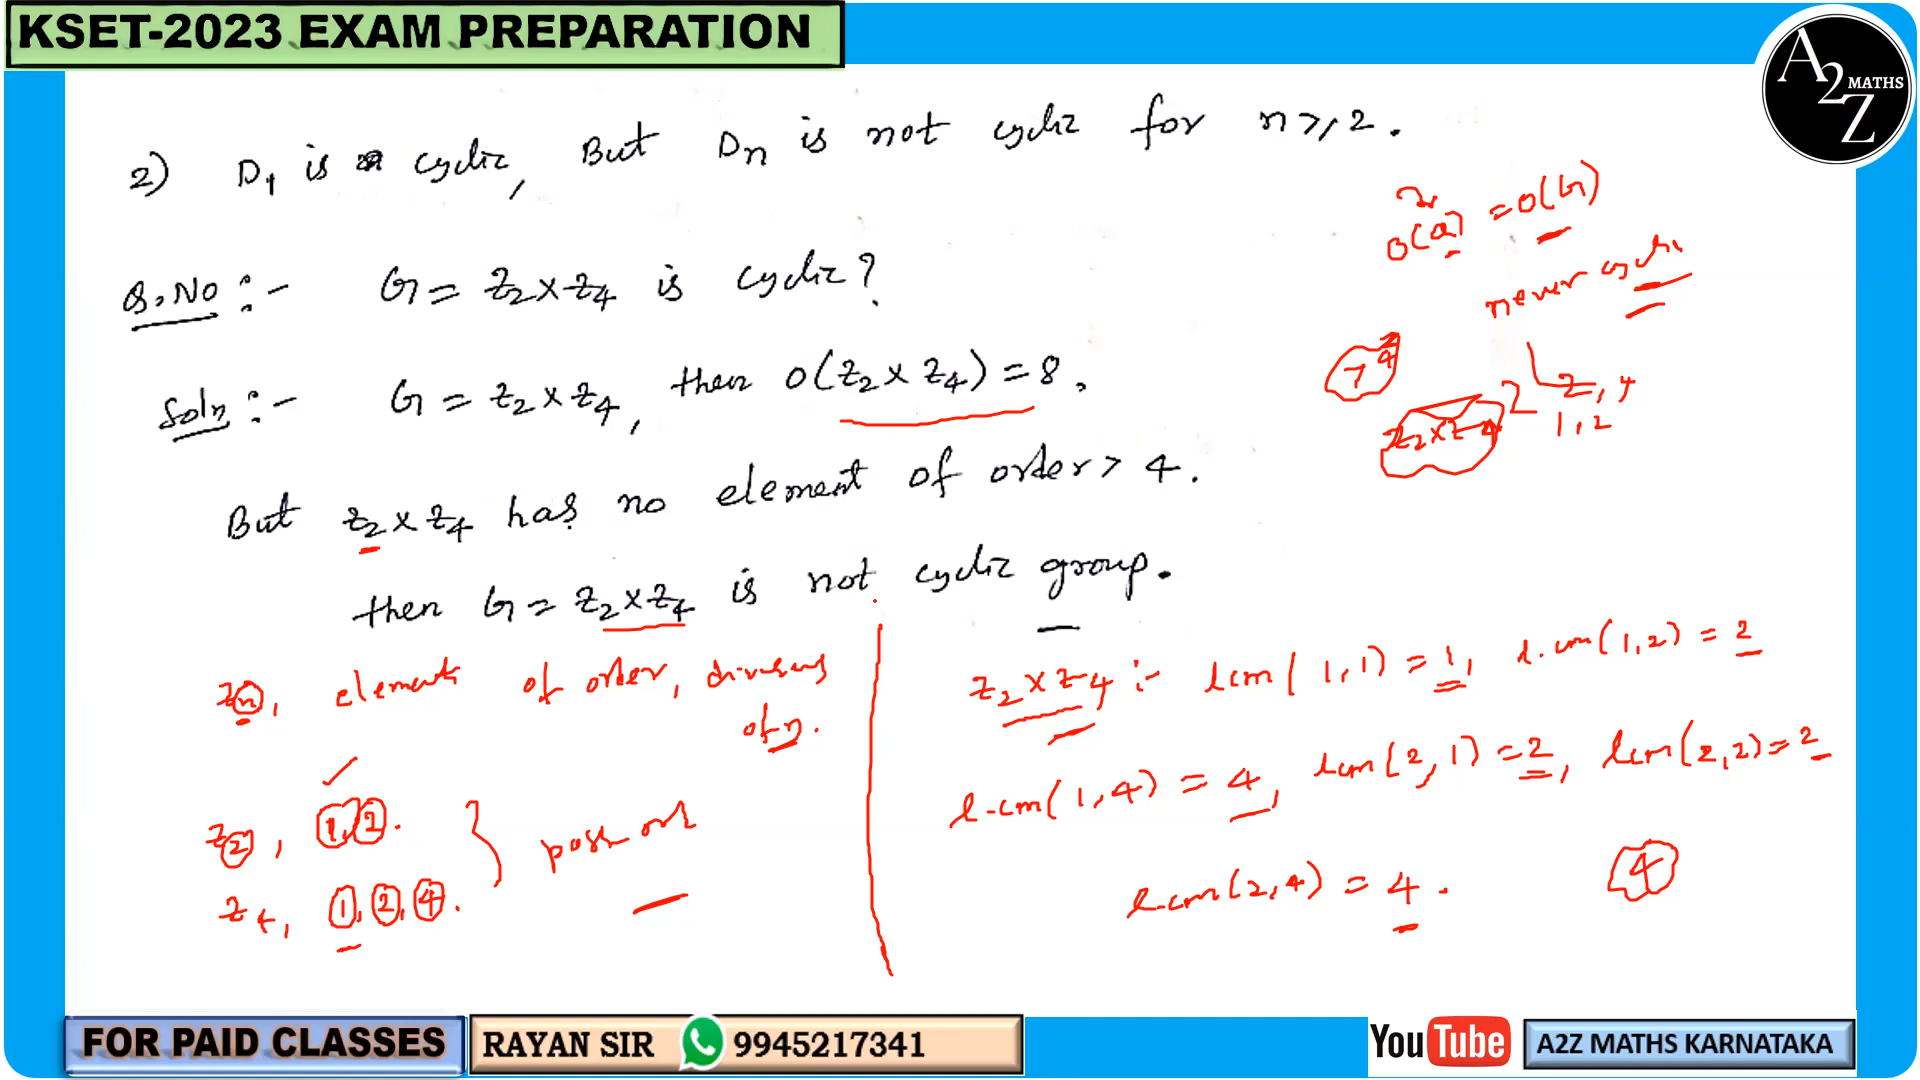 KSET-2023 EXAM PREPARATION
A2Z MATHS
2) D1 is cyclic, But Dn is not cyclic for n ≥ 2.
O(a) = O(G)
never cyclic
Q.No :- G = Z2 × Z4 is cyclic?
Soln :- G = Z2 × Z4, then O(Z2 × Z4) = 8,
2, 4
1, 2
Z2 × Z4
But Z2 × Z4 has no element of order > 4.
then G = Z2 × Z4 is not cyclic group.
Zn, elements of order, divisors
of n.
Z2, 1, 2.
Z4, 1, 2, 4.
Z2 × Z4 :- lcm(1,1) = 1, l.cm(1,2) = 2
l-cm(1,4) = 4, lcm(2,1) = 2, lcm(2,2) = 2
l-cm(2,4) = 4.
4
FOR PAID CLASSES
RAYAN SIR 9945217341
YouTube
A2Z MATHS KARNATAKA